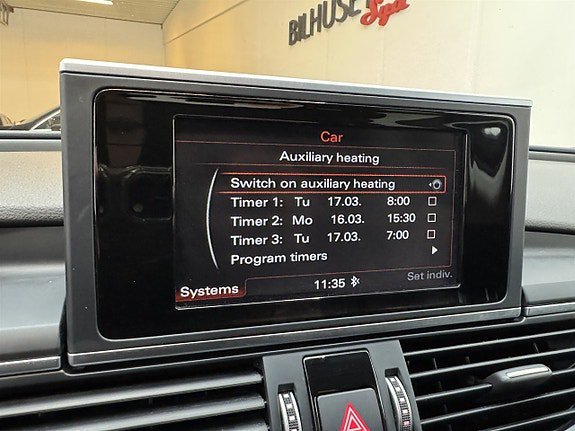 BILHUSET
Spa
Car
Auxiliary heating
Switch on auxiliary heating
Timer 1: Tu 17.03. 8:00
Timer 2: Mo 16.03. 15:30
Timer 3: Tu 17.03. 7:00
Program timers
Set indiv.
Systems 11:35